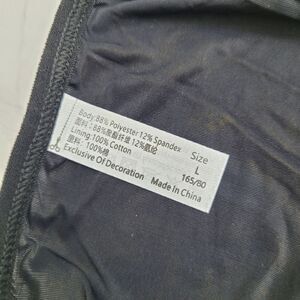 Body:88% Polyester 12% Spandex
面料：88%聚酯纤维 12%氨纶
Lining:100% Cotton
里料：100%棉
Exclusive Of Decoration
Size
L
165/80
Made In China